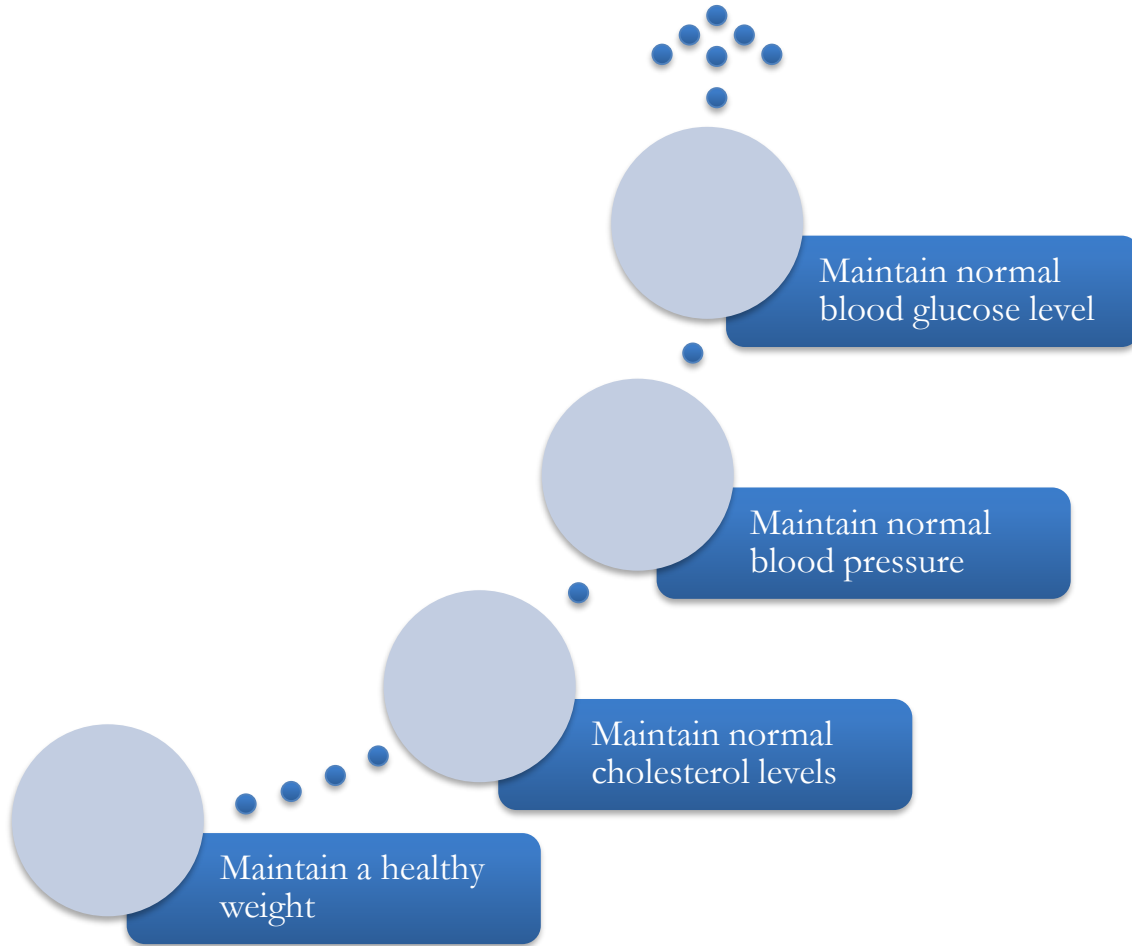 Maintain normal
blood glucose level
Maintain normal
blood pressure
Maintain normal
cholesterol levels
Maintain a healthy
weight